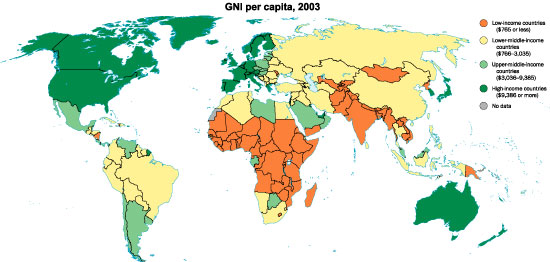 GNI per capita, 2003
Low-income countries
($765 or less)
Lower-middle-income
countries
($766-3,035)
Upper-middle-income
countries
($3,036-9,385)
High-income countries
($9,386 or more)
No data